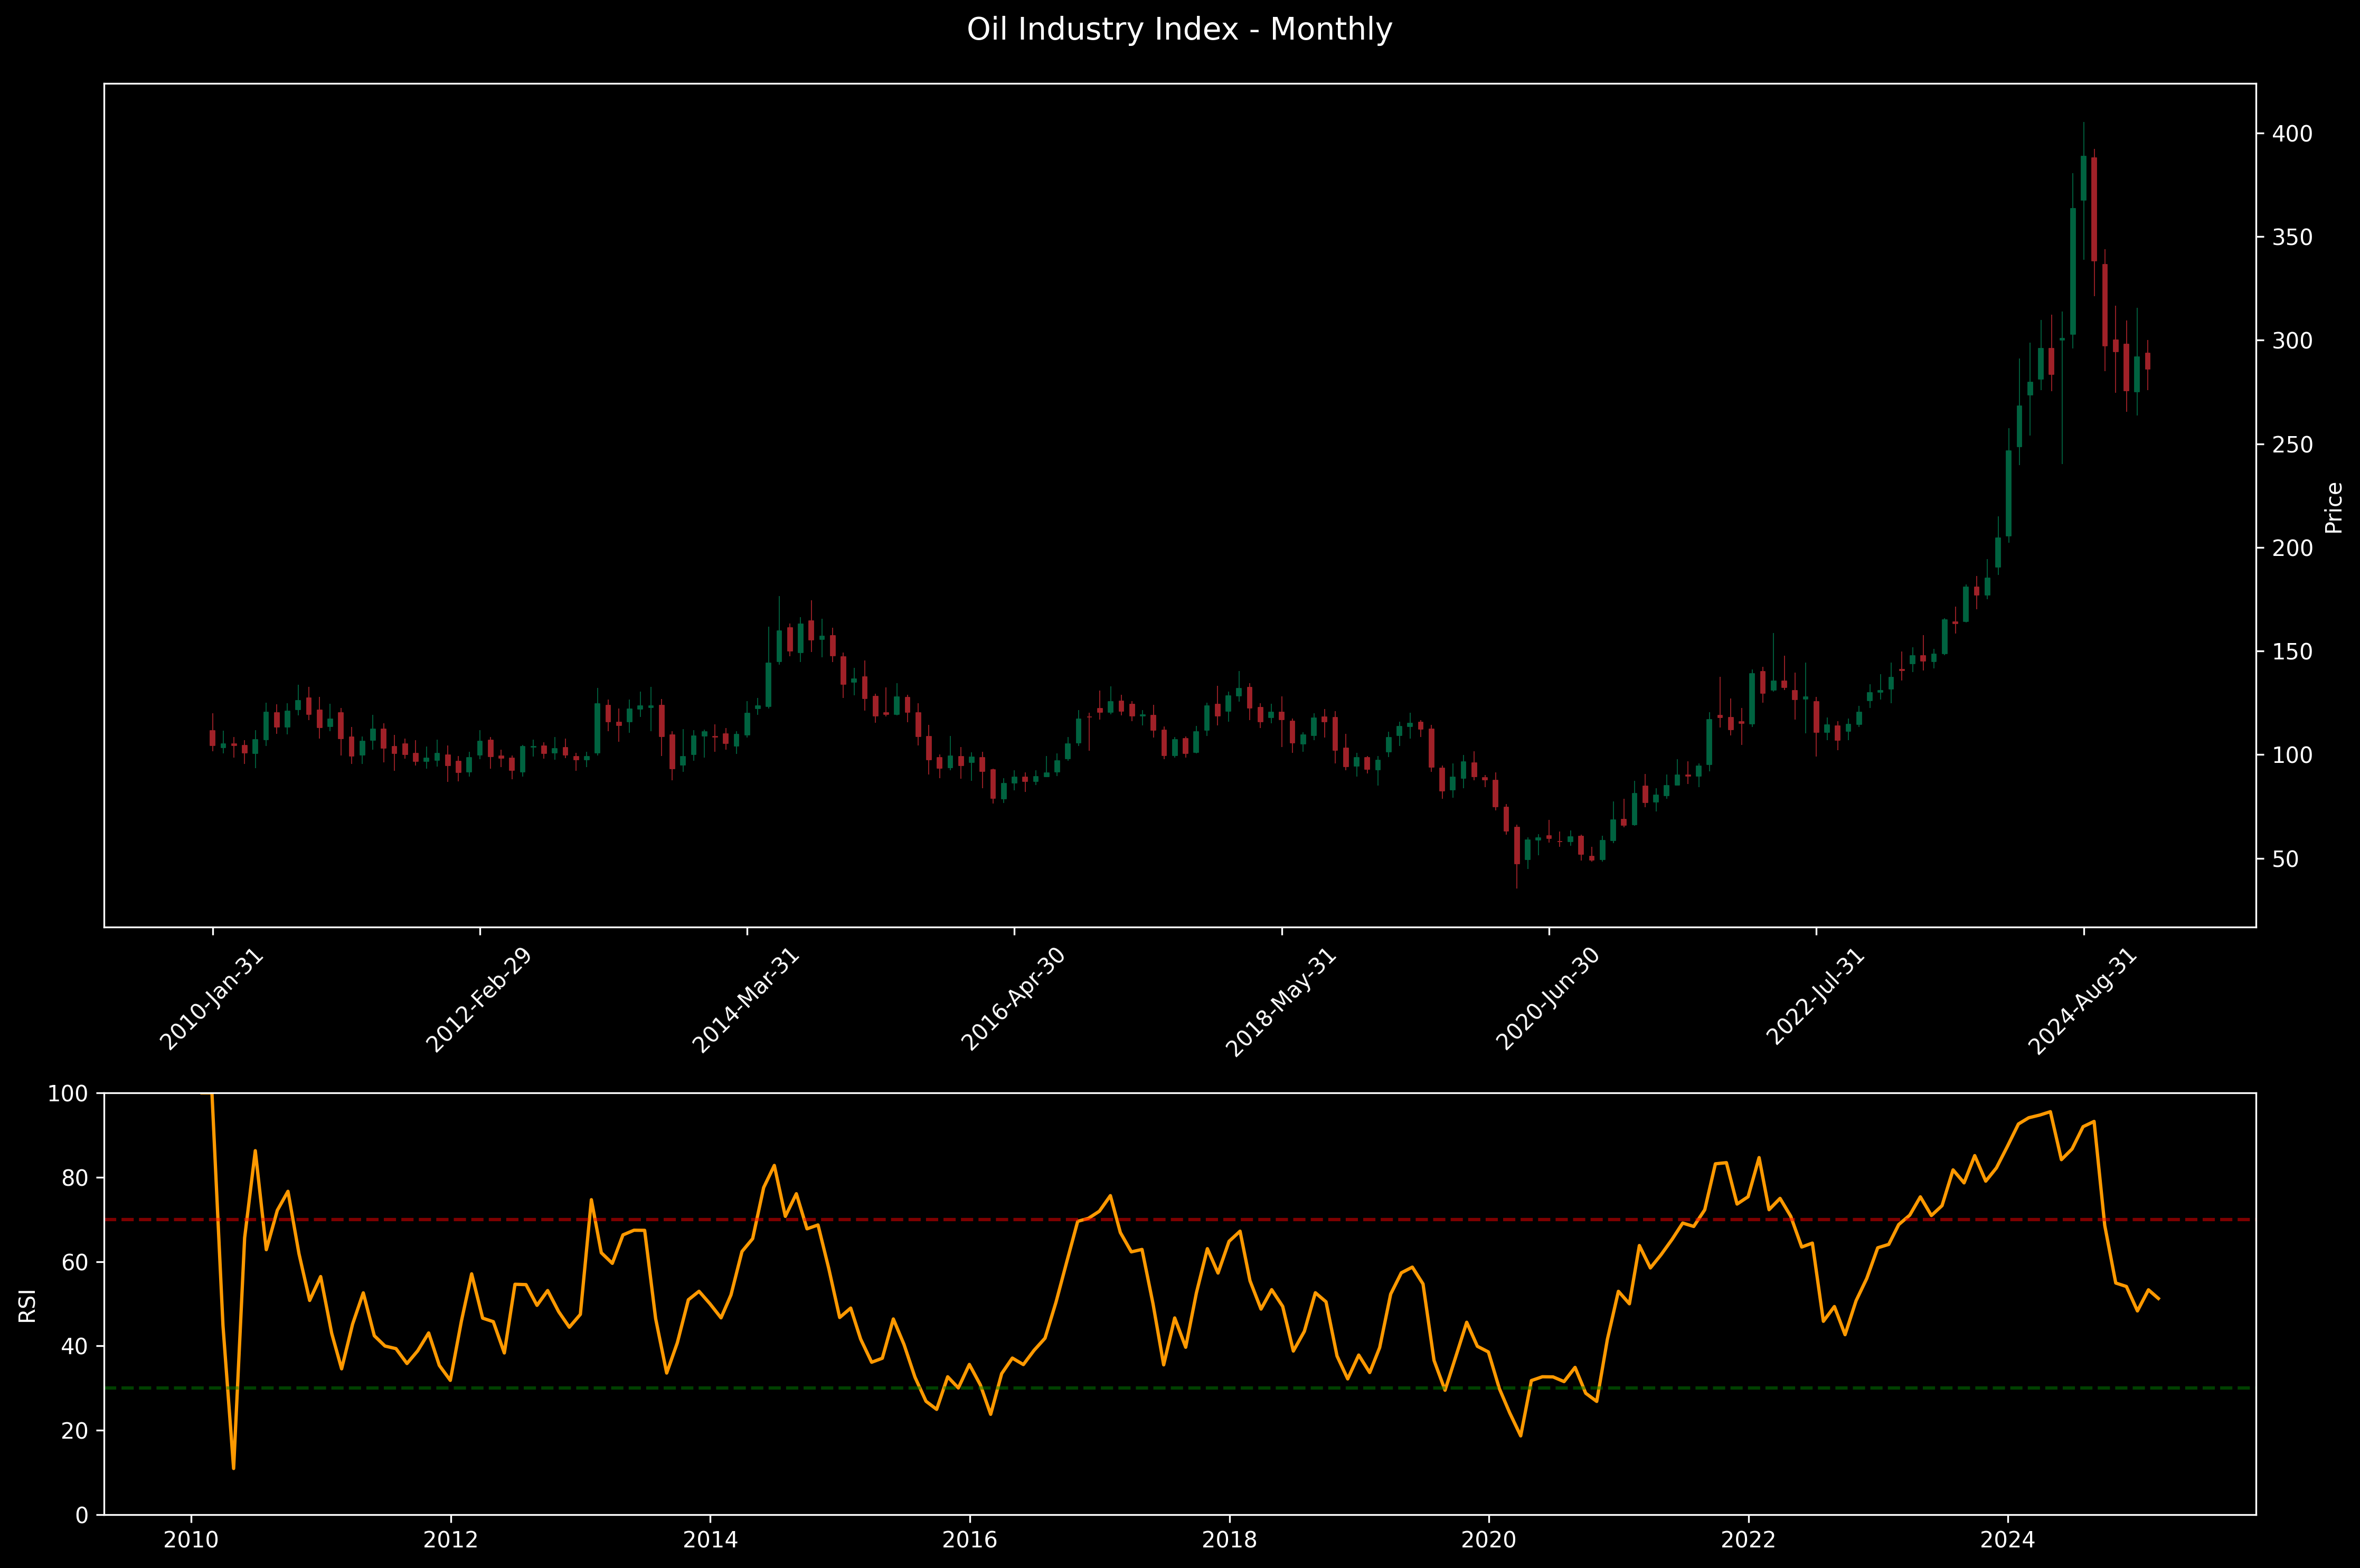 Oil Industry Index - Monthly
400
350
300
250
200
150
100
50
Price
2010-Jan-31
2012-Feb-29
2014-Mar-31
2016-Apr-30
2018-May-31
2020-Jun-30
2022-Jul-31
2024-Aug-31
100
80
60
40
20
0
RSI
2010
2012
2014
2016
2018
2020
2022
2024